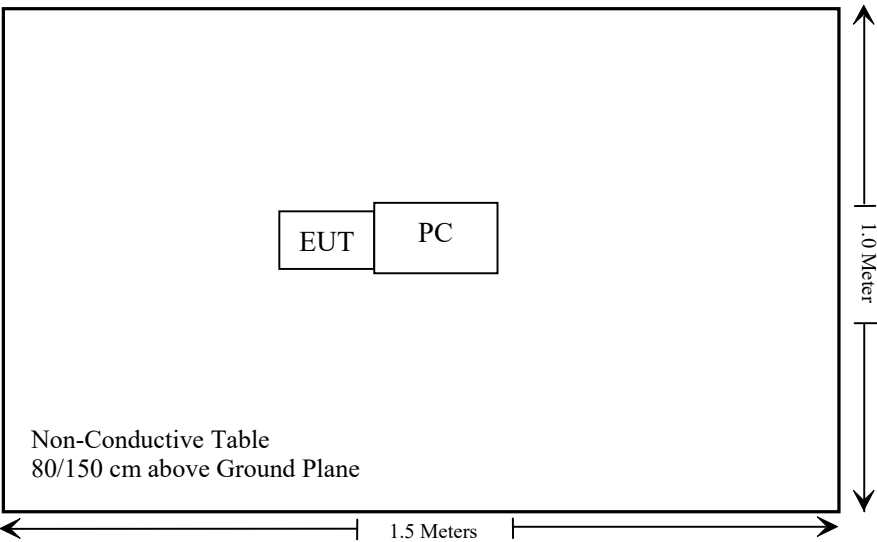 EUT
PC
1.0 Meter
Non-Conductive Table
80/150 cm above Ground Plane
1.5 Meters